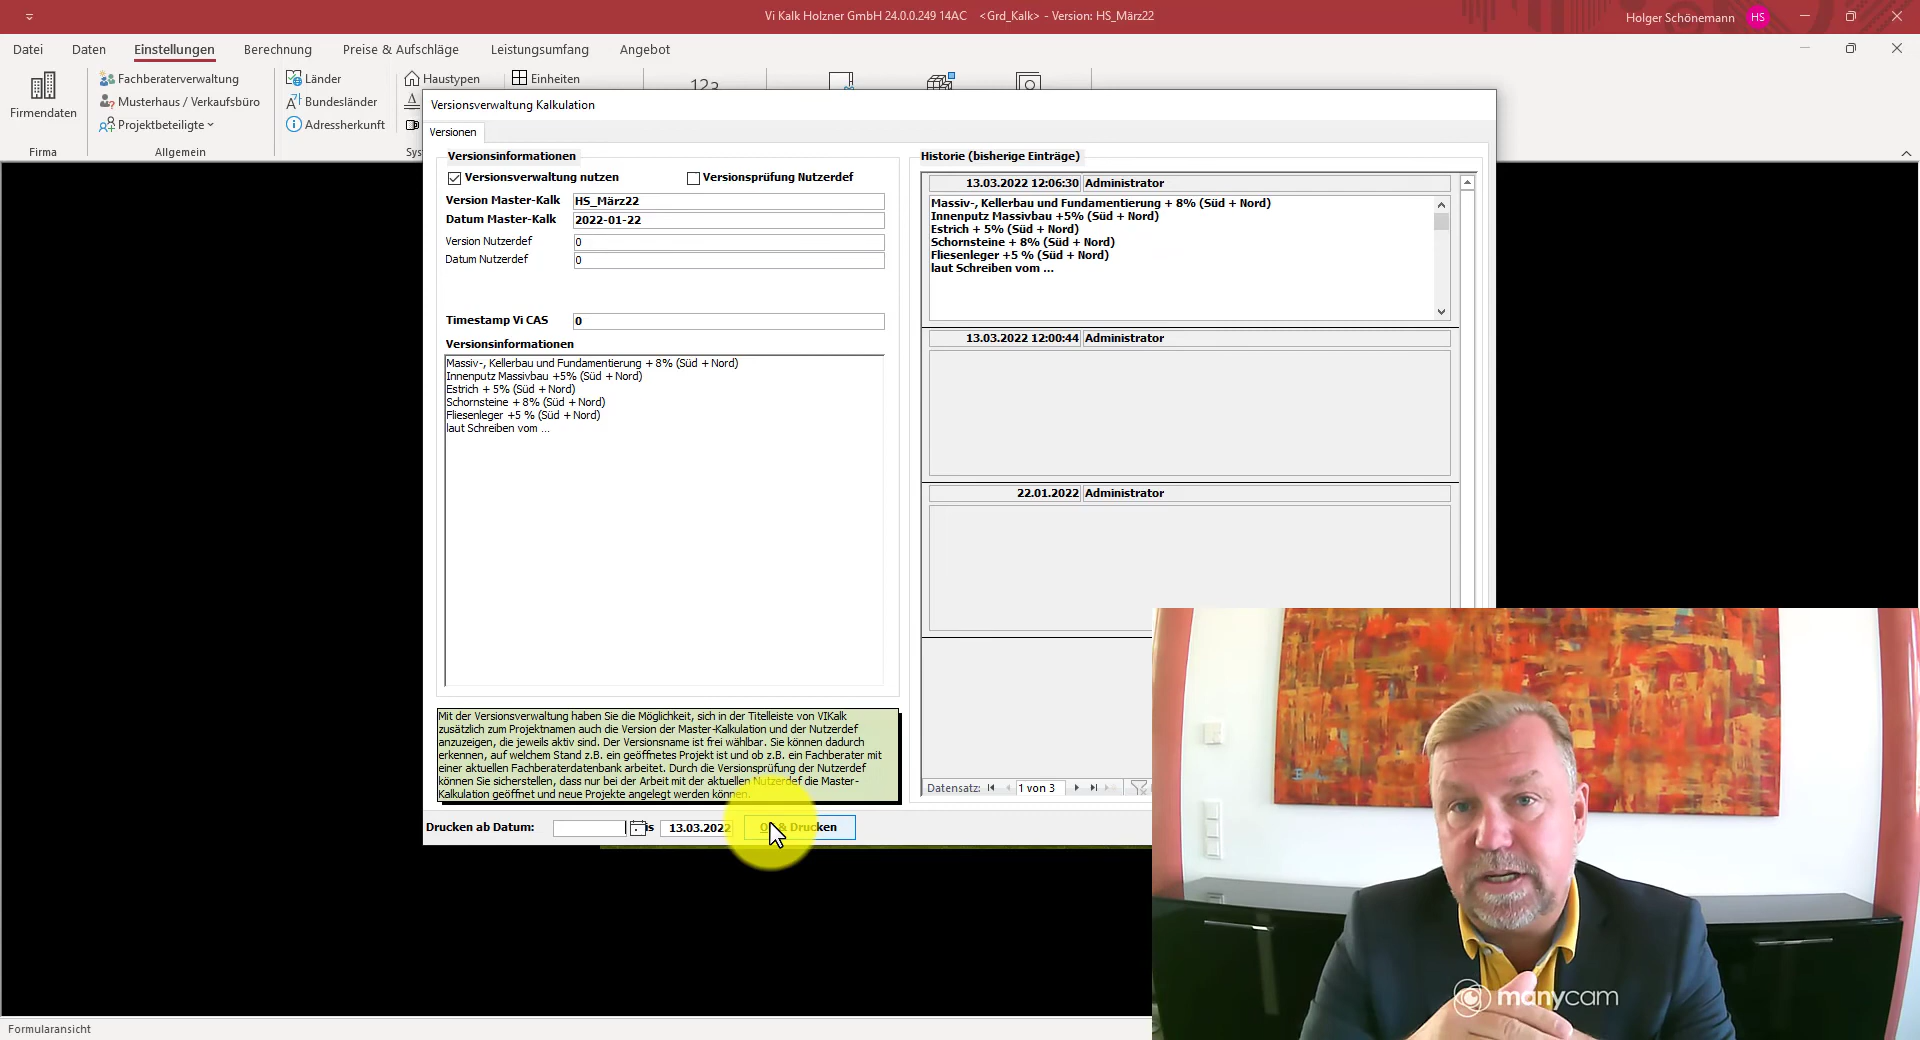 Vi Kalk Holzner GmbH 24.0.0.249 14AC <Grd_Kalk> - Version: HS_März22
Holger Schönemann HS
Datei Daten Einstellungen Berechnung Preise & Aufschläge Leistungsumfang Angebot
Firmendaten
Firma
Fachberaterverwaltung
Musterhaus / Verkaufsbüro
Projektbeteiligte
Allgemein
Länder
Bundesländer
Adressherkunft
Haustypen
Einheiten
Versionsverwaltung Kalkulation
Versionen
Versionsinformationen
Versionsverwaltung nutzen
Versionsprüfung Nutzerdef
Version Master-Kalk HS_März22
Datum Master-Kalk 2022-01-22
Version Nutzerdef 0
Datum Nutzerdef 0
Timestamp Vi CAS 0
Versionsinformationen
Massiv-, Kellerbau und Fundamentierung + 8% (Süd + Nord)
Innenputz Massivbau +5% (Süd + Nord)
Estrich + 5% (Süd + Nord)
Schornsteine + 8% (Süd + Nord)
Fliesenleger +5 % (Süd + Nord)
laut Schreiben vom ...
Mit der Versionsverwaltung haben Sie die Möglichkeit, sich in der Titelleiste von VIKalk
zusätzlich zum Projektnamen auch die Version der Master-Kalkulation und der Nutzerdef
anzuzeigen, die jeweils aktiv sind. Der Versionsname ist frei wählbar. Sie können dadurch
erkennen, auf welchem Stand z.B. ein geöffnetes Projekt ist und ob z.B. ein Fachberater mit
einer aktuellen Fachberaterdatenbank arbeitet. Durch die Versionsprüfung der Nutzerdef
können Sie sicherstellen, dass nur bei der Arbeit mit der aktuellen Nutzerdef die Master-
Kalkulation geöffnet und neue Projekte angelegt werden können.
Drucken ab Datum: 13.03.2022 Drucken
Historie (bisherige Einträge)
13.03.2022 12:06:30 Administrator
Massiv-, Kellerbau und Fundamentierung + 8% (Süd + Nord)
Innenputz Massivbau +5% (Süd + Nord)
Estrich + 5% (Süd + Nord)
Schornsteine + 8% (Süd + Nord)
Fliesenleger +5 % (Süd + Nord)
laut Schreiben vom ...
13.03.2022 12:00:44 Administrator
22.01.2022 Administrator
Datensatz: 1 von 3
manycam
Formularansicht